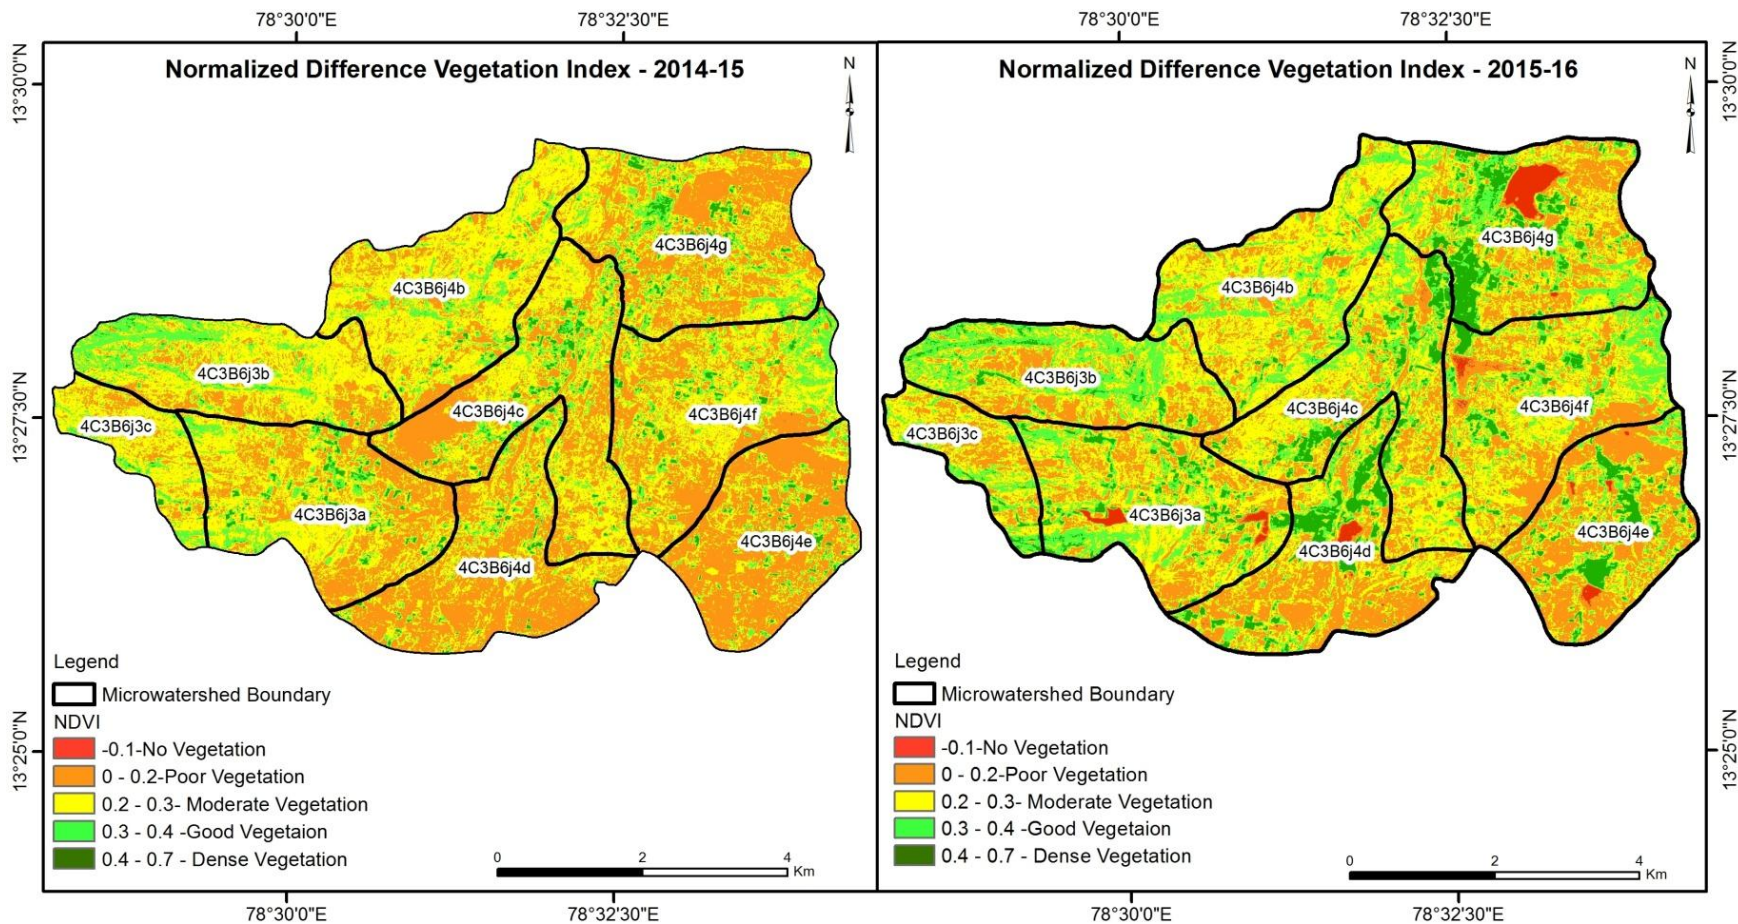 78°30'0"E
78°32'30"E
78°30'0"E
78°32'30"E
13°30'0"N
Normalized Difference Vegetation Index - 2014-15
N
Normalized Difference Vegetation Index - 2015-16
N
13°30'0"N
4C3B6j4g
4C3B6j4b
4C3B6j3b
4C3B6j4c
4C3B6j4f
4C3B6j3c
4C3B6j3a
4C3B6j4e
4C3B6j4d
4C3B6j4g
4C3B6j4b
4C3B6j3b
4C3B6j4c
4C3B6j4f
4C3B6j3c
4C3B6j3a
4C3B6j4e
4C3B6j4d
13°27'30"N
13°27'30"N
Legend
Microwatershed Boundary
NDVI
-0.1-No Vegetation
0 - 0.2-Poor Vegetation
0.2 - 0.3- Moderate Vegetation
0.3 - 0.4 -Good Vegetaion
0.4 - 0.7 - Dense Vegetation
0 2 4
Km
Legend
Microwatershed Boundary
NDVI
-0.1-No Vegetation
0 - 0.2-Poor Vegetation
0.2 - 0.3- Moderate Vegetation
0.3 - 0.4 -Good Vegetaion
0.4 - 0.7 - Dense Vegetation
0 2 4
Km
13°25'0"N
13°25'0"N
78°30'0"E
78°32'30"E
78°30'0"E
78°32'30"E